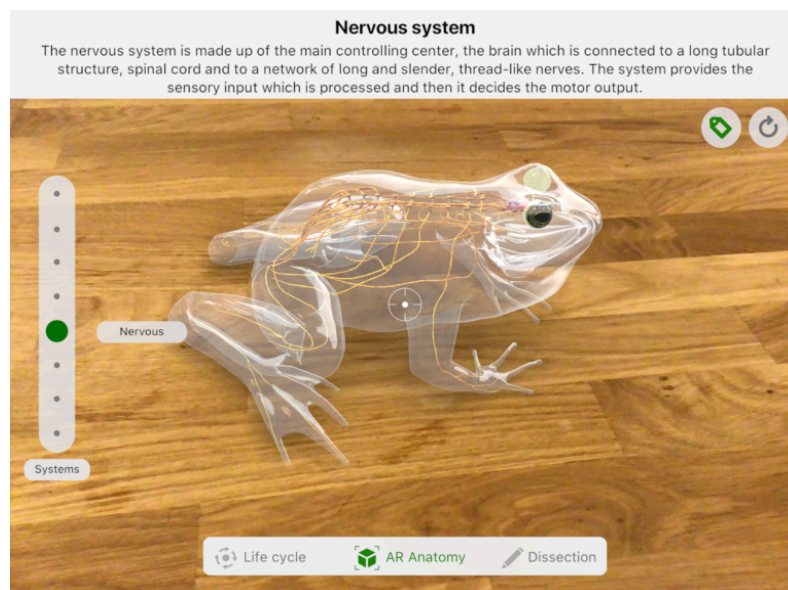 Nervous system
The nervous system is made up of the main controlling center, the brain which is connected to a long tubular
structure, spinal cord and to a network of long and slender, thread-like nerves. The system provides the
sensory input which is processed and then it decides the motor output.
Nervous
Systems
Life cycle
AR Anatomy
Dissection